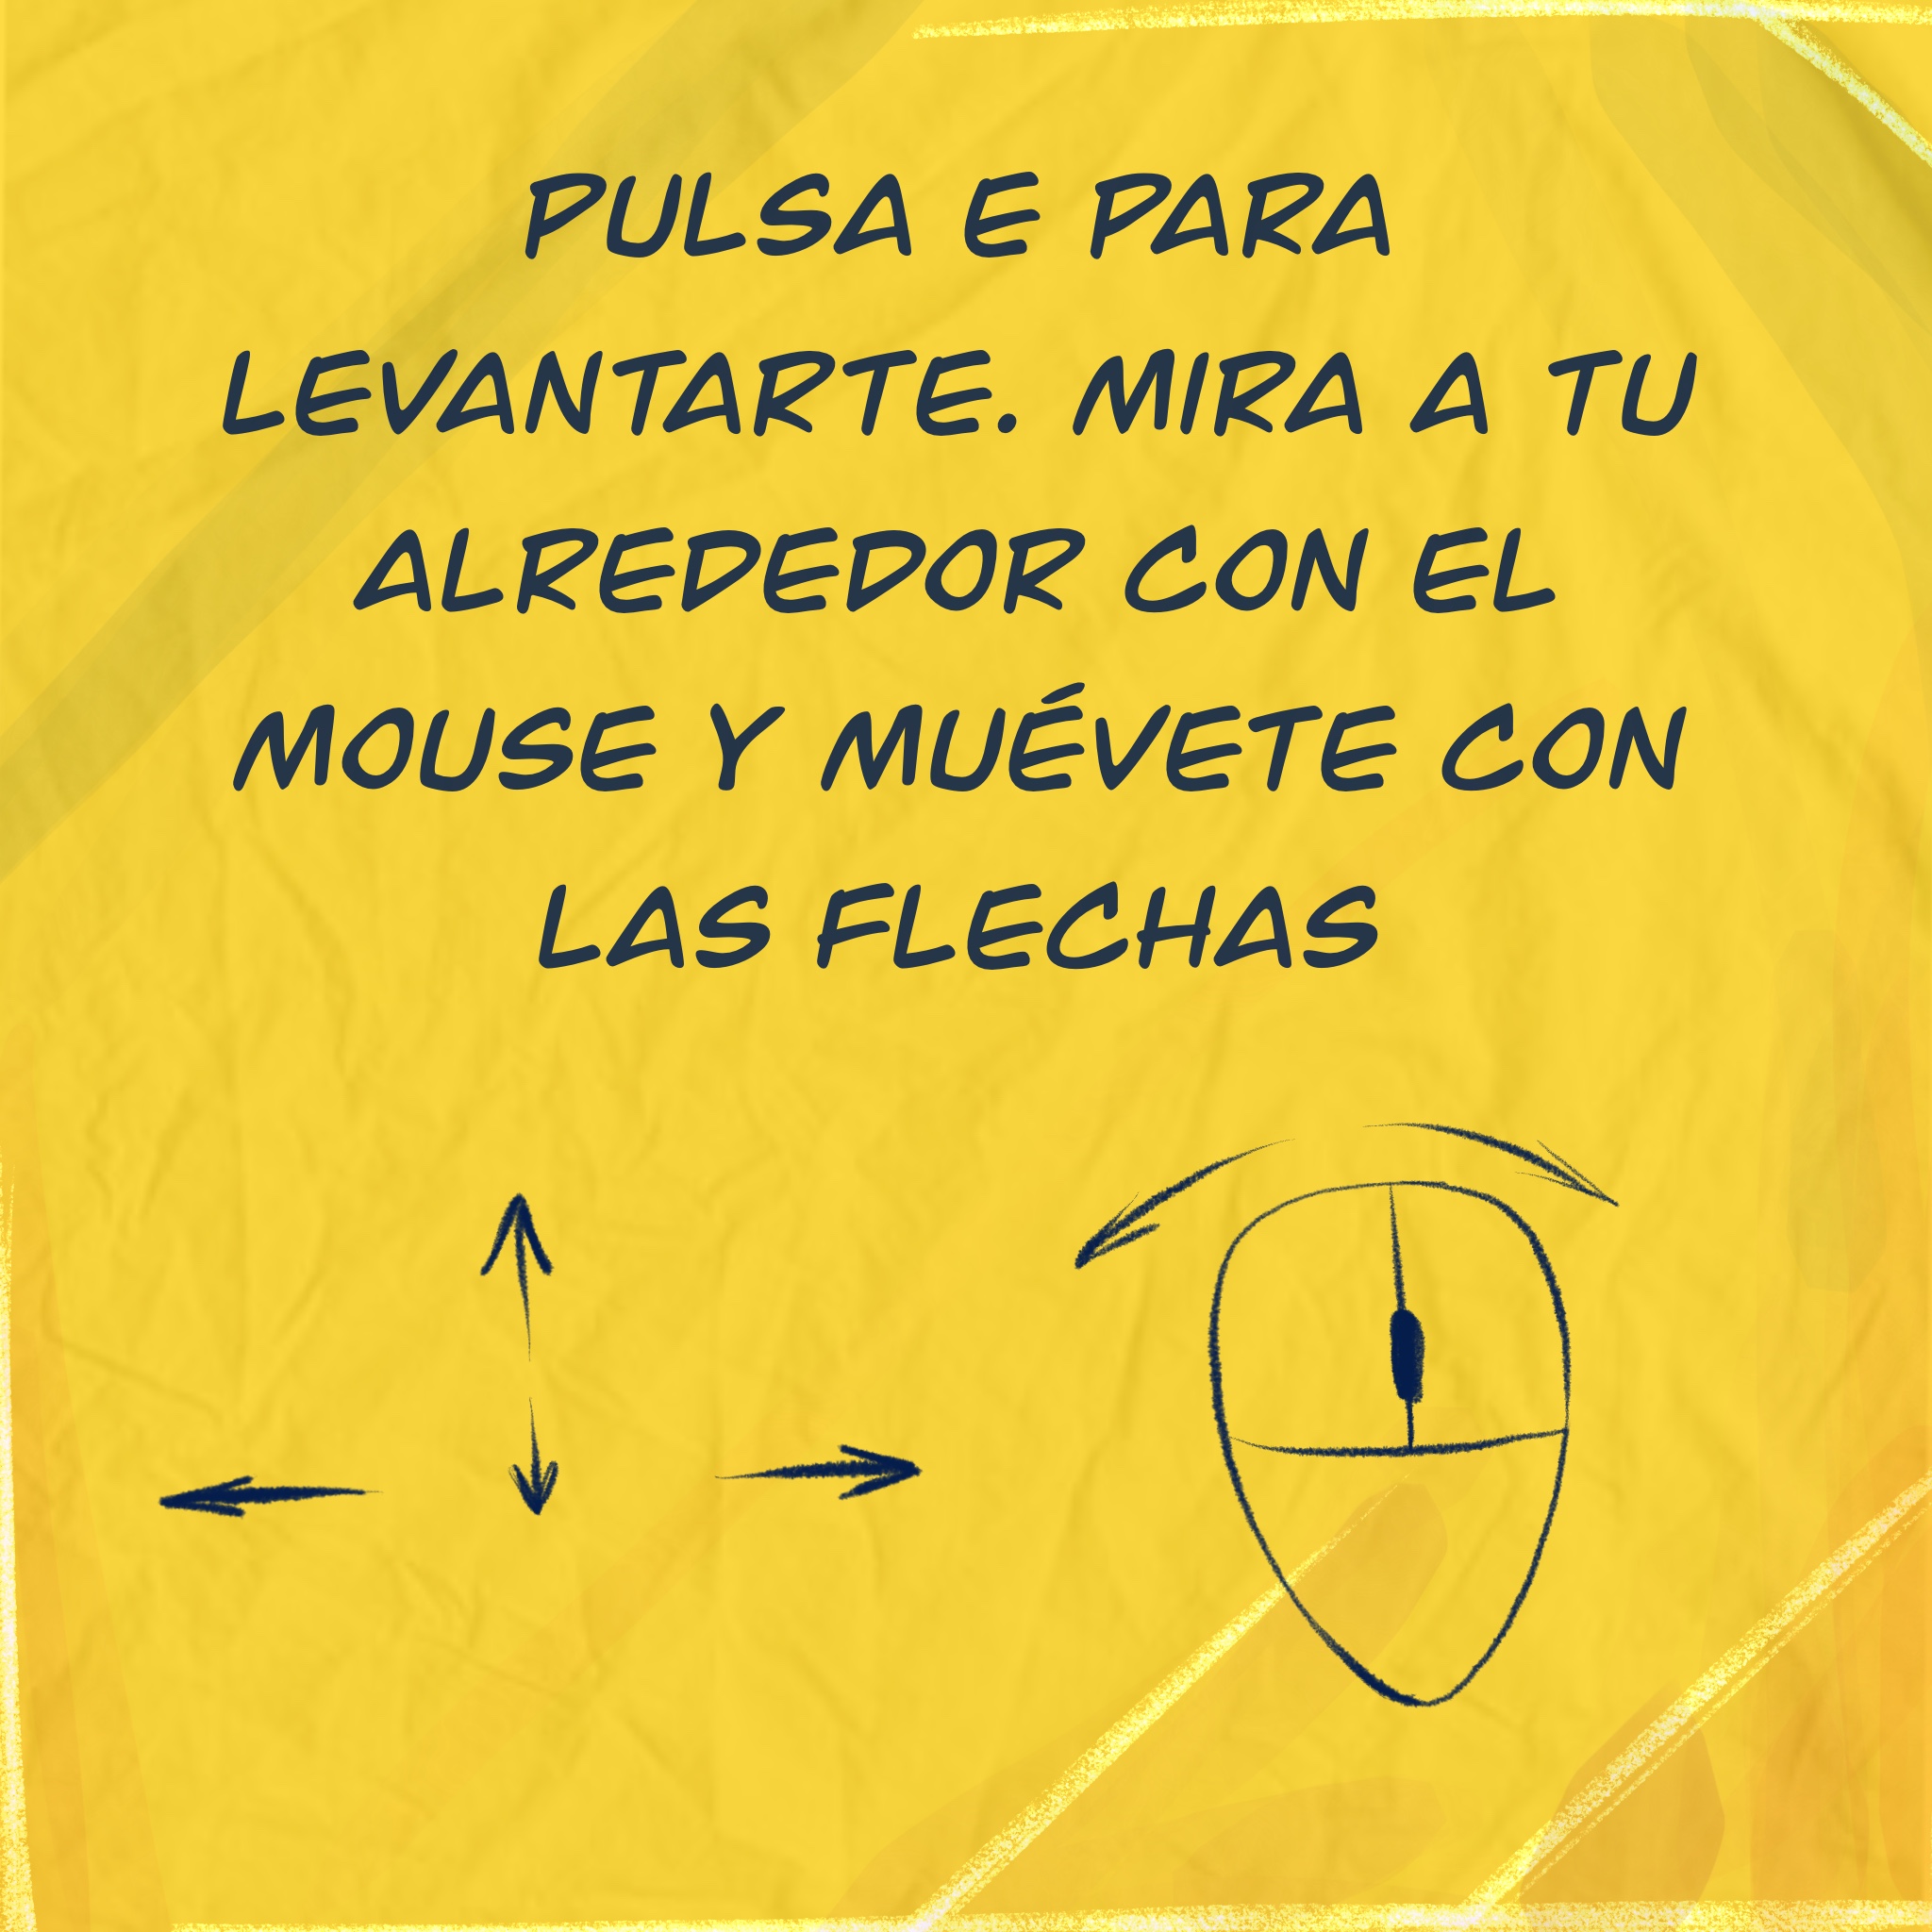 PULSA E PARA
LEVANTARTE. MIRA A TU
ALREDEDOR CON EL
MOUSE Y MUÉVETE CON
LAS FLECHAS